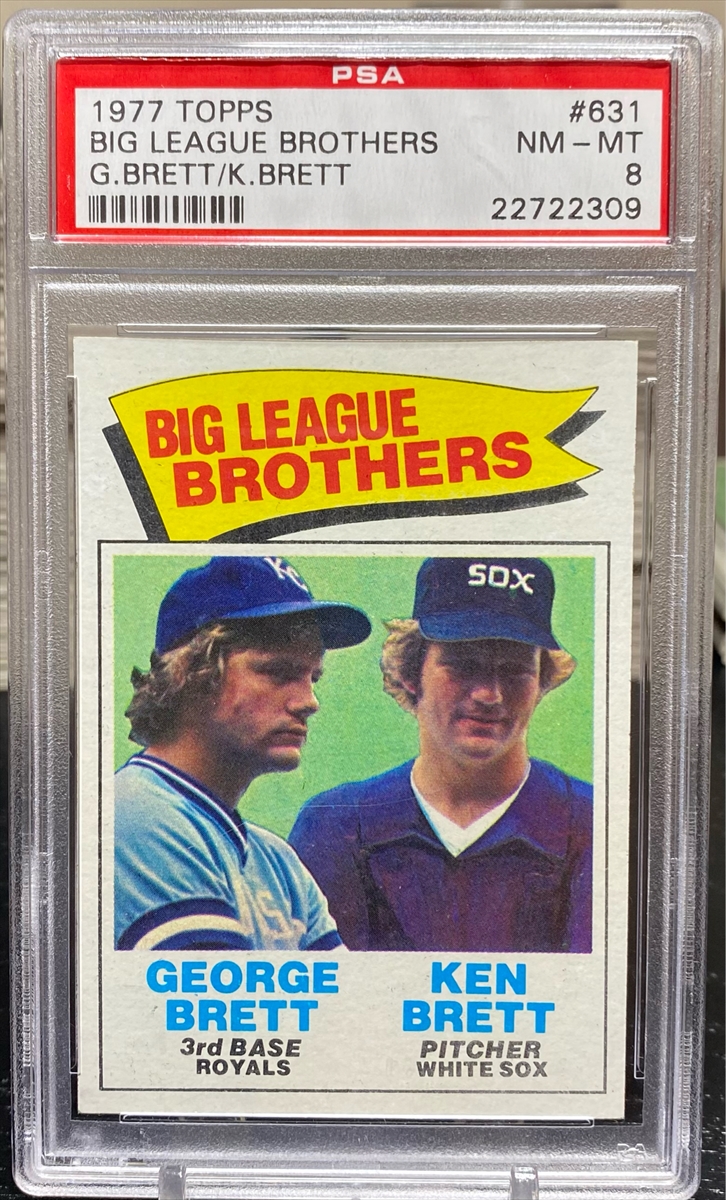 PSA
1977 TOPPS #631
BIG LEAGUE BROTHERS NM - MT
G.BRETT/K.BRETT 8
22722309
BIG LEAGUE
BROTHERS
KC
SOX
GEORGE BRETT
3rd BASE
ROYALS
KEN BRETT
PITCHER
WHITE SOX